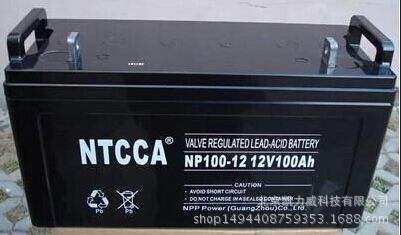 NTCCA®
VALVE REGULATED LEAD-ACID BATTERY
NP100-12 12V100Ah
CAUTION:
● AVOID SHORT CIRCUIT
● DO NOT CHARGE IN A SEALED CONTAINER
NPP Power (GuangZhou)Co.,Ltd.
Pb
Pb
shop1494408759353.1688.com